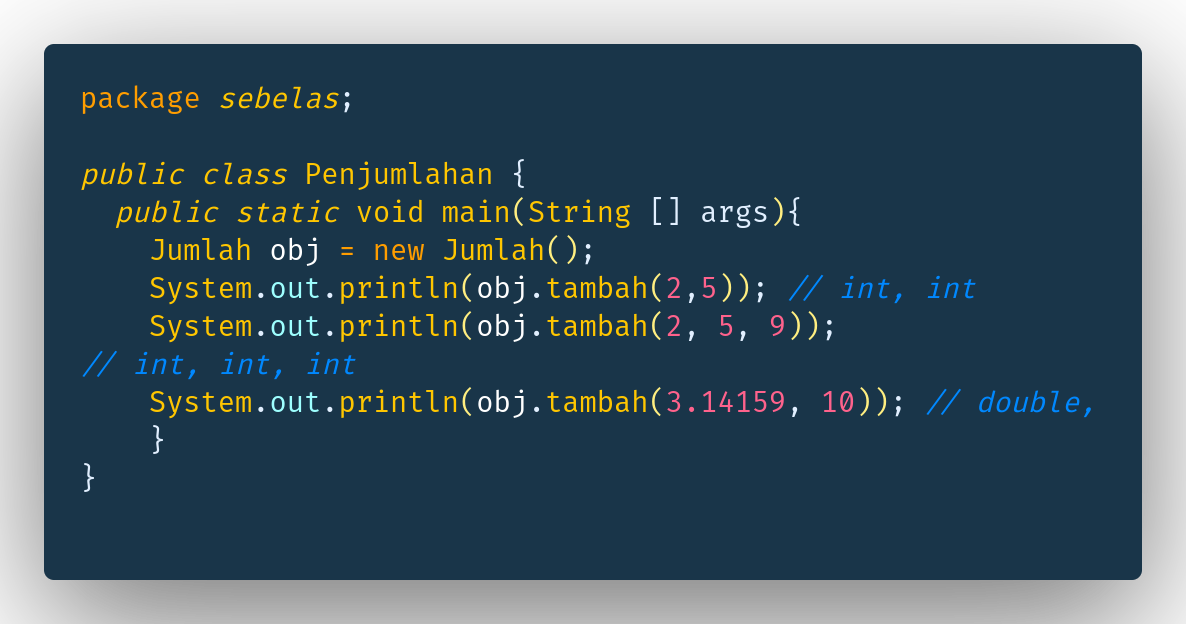 package sebelas;

public class Penjumlahan {
  public static void main(String [] args){
    Jumlah obj = new Jumlah();
    System.out.println(obj.tambah(2,5)); // int, int
    System.out.println(obj.tambah(2, 5, 9));
// int, int, int
    System.out.println(obj.tambah(3.14159, 10)); // double,
    }
}